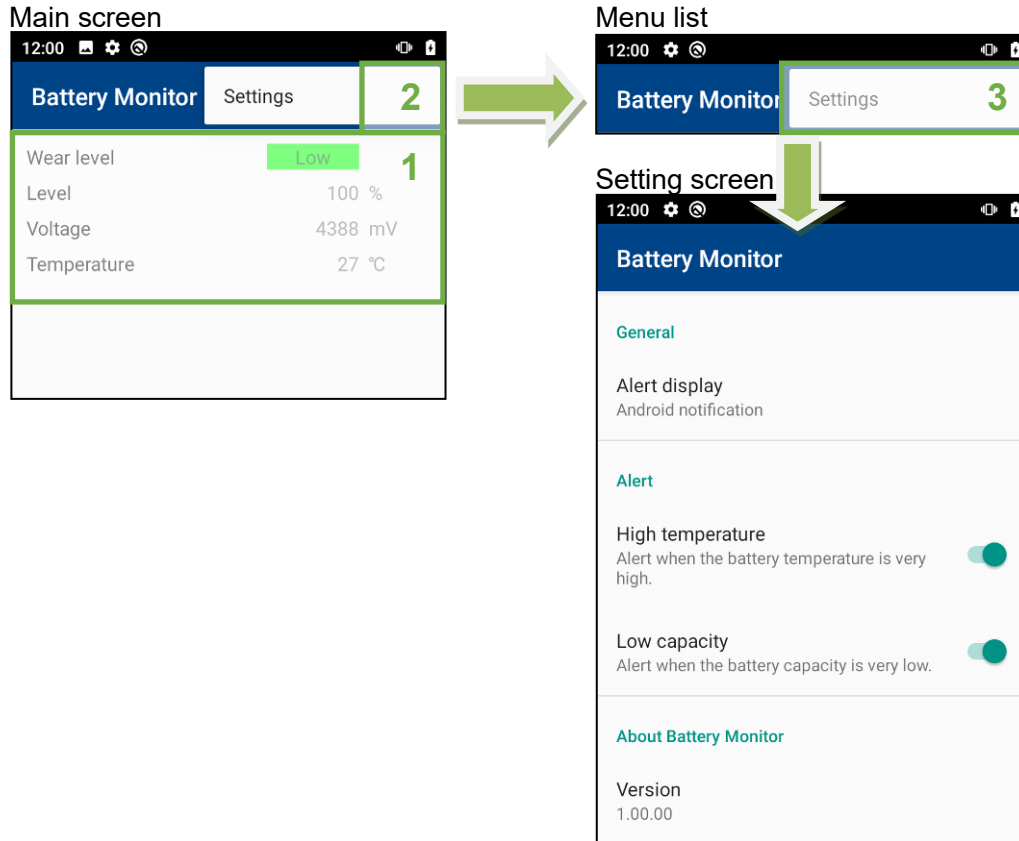 Main screen
12:00
Battery Monitor Settings 2
1
Wear level Low
Level 100 %
Voltage 4388 mV
Temperature 27 ℃
Menu list
12:00
Battery Monitor Settings 3
Setting screen
12:00
Battery Monitor
General
Alert display
Android notification
Alert
High temperature
Alert when the battery temperature is very
high.
Low capacity
Alert when the battery capacity is very low.
About Battery Monitor
Version
1.00.00